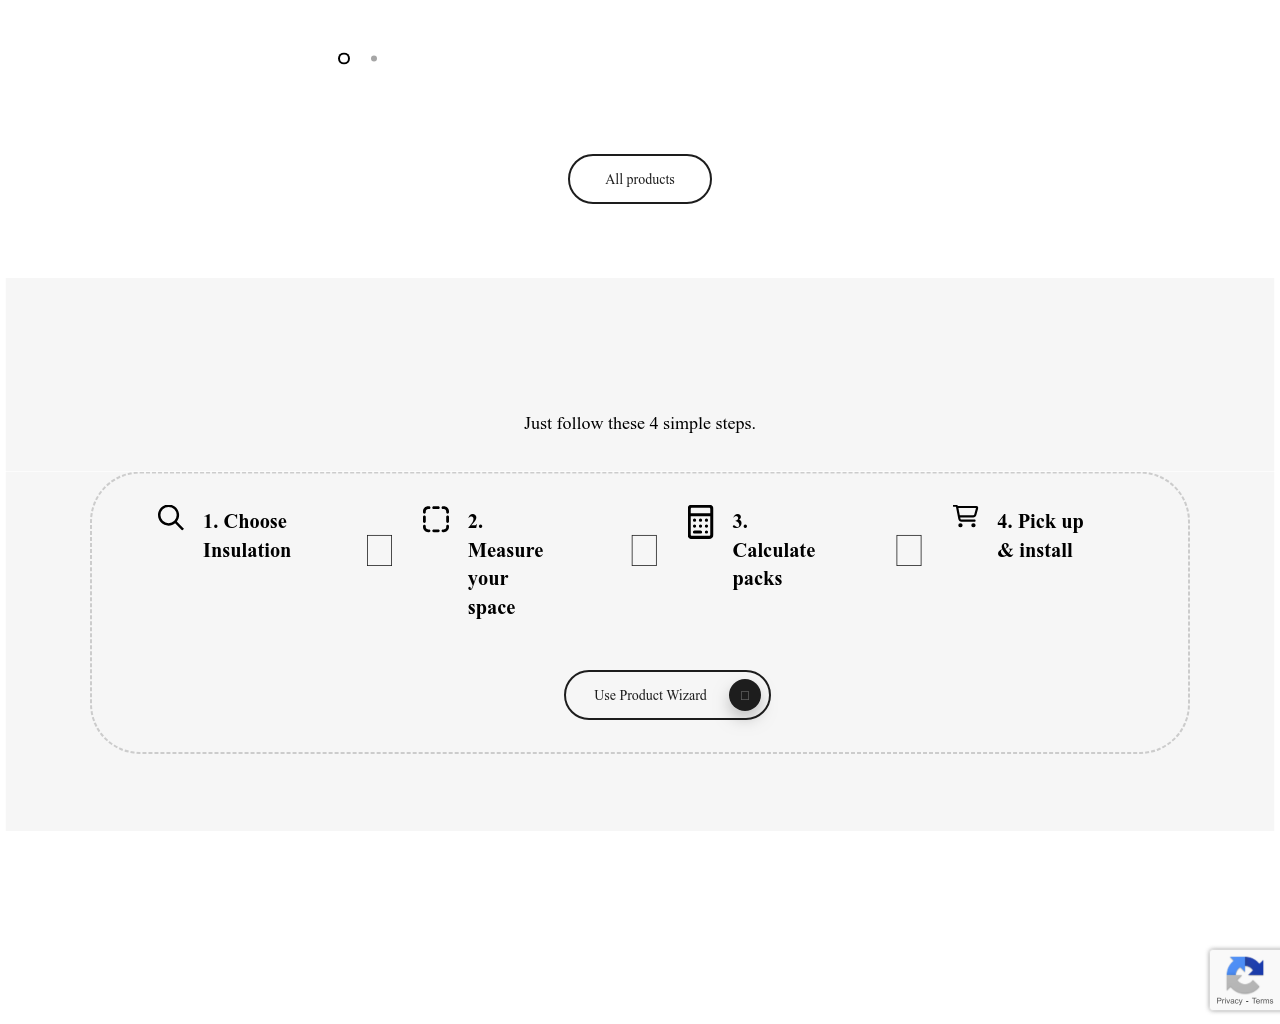 All products
Just follow these 4 simple steps.
1. Choose
Insulation
2.
Measure
your
space
3.
Calculate
packs
4. Pick up
& install
Use Product Wizard
Privacy - Terms